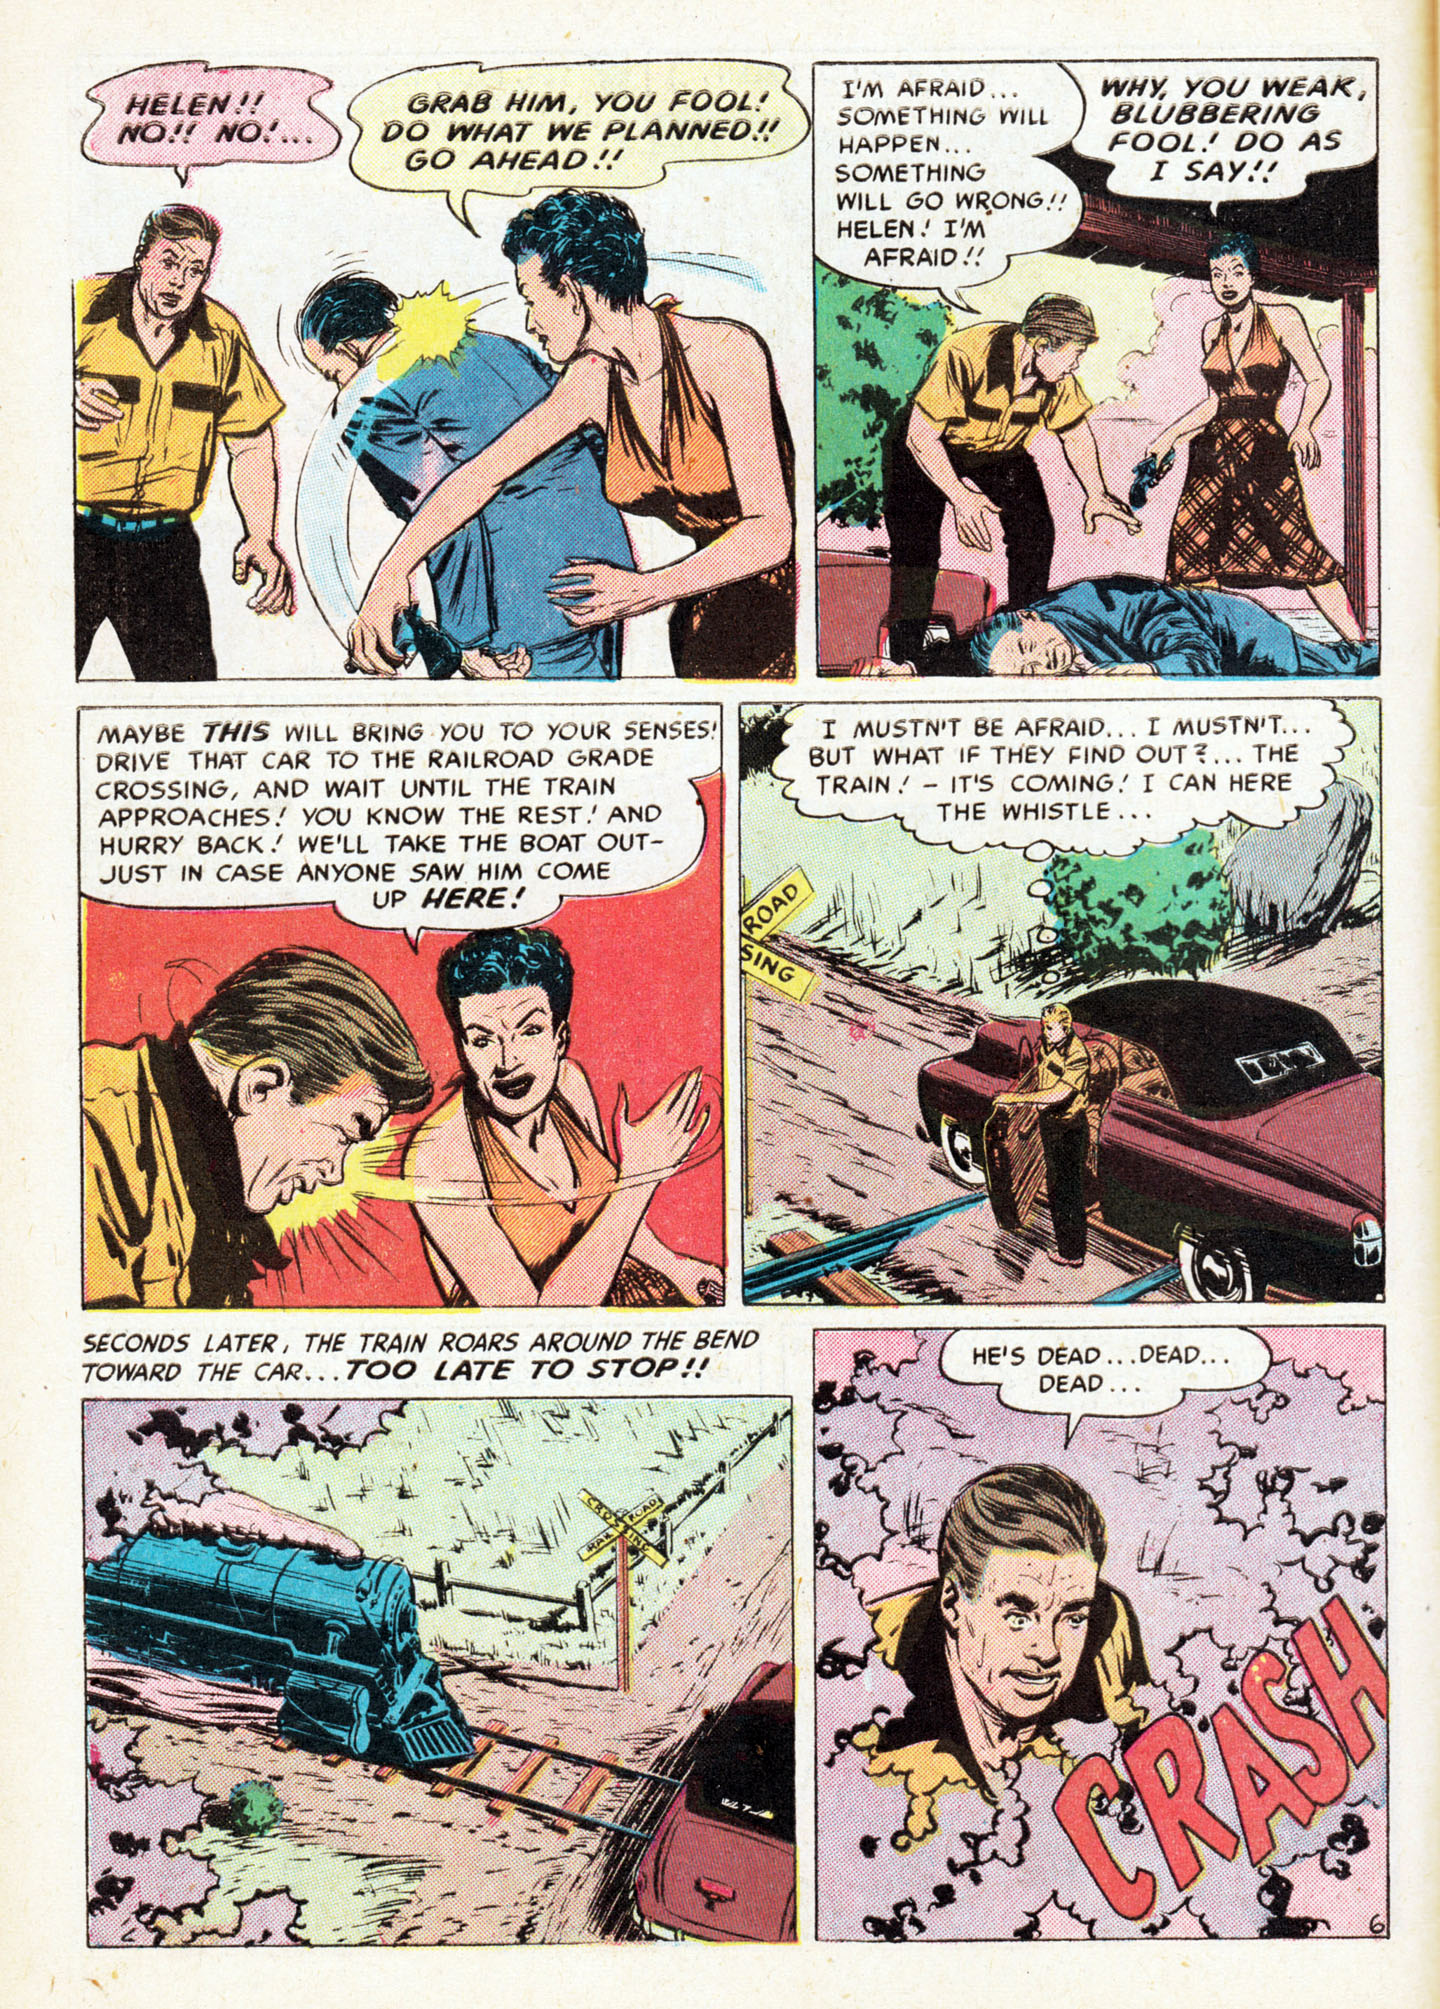 HELEN!!
NO!! NO!...
GRAB HIM, YOU FOOL!
DO WHAT WE PLANNED!!
GO AHEAD!!
I'M AFRAID...
SOMETHING WILL
HAPPEN...
SOMETHING
WILL GO WRONG!!
HELEN! I'M
AFRAID!!
WHY, YOU WEAK,
BLUBBERING
FOOL! DO AS
I SAY!!
MAYBE THIS WILL BRING YOU TO YOUR SENSES!
DRIVE THAT CAR TO THE RAILROAD GRADE
CROSSING, AND WAIT UNTIL THE TRAIN
APPROACHES! YOU KNOW THE REST! AND
HURRY BACK! WE'LL TAKE THE BOAT OUT-
JUST IN CASE ANYONE SAW HIM COME
UP HERE!
I MUSTN'T BE AFRAID... I MUSTN'T...
BUT WHAT IF THEY FIND OUT?... THE
TRAIN! - IT'S COMING! I CAN HERE
THE WHISTLE...
ROAD
SING
SECONDS LATER, THE TRAIN ROARS AROUND THE BEND
TOWARD THE CAR... TOO LATE TO STOP!!
CROSSING
RAILROAD
HE'S DEAD...DEAD...
DEAD...
CRASH
6